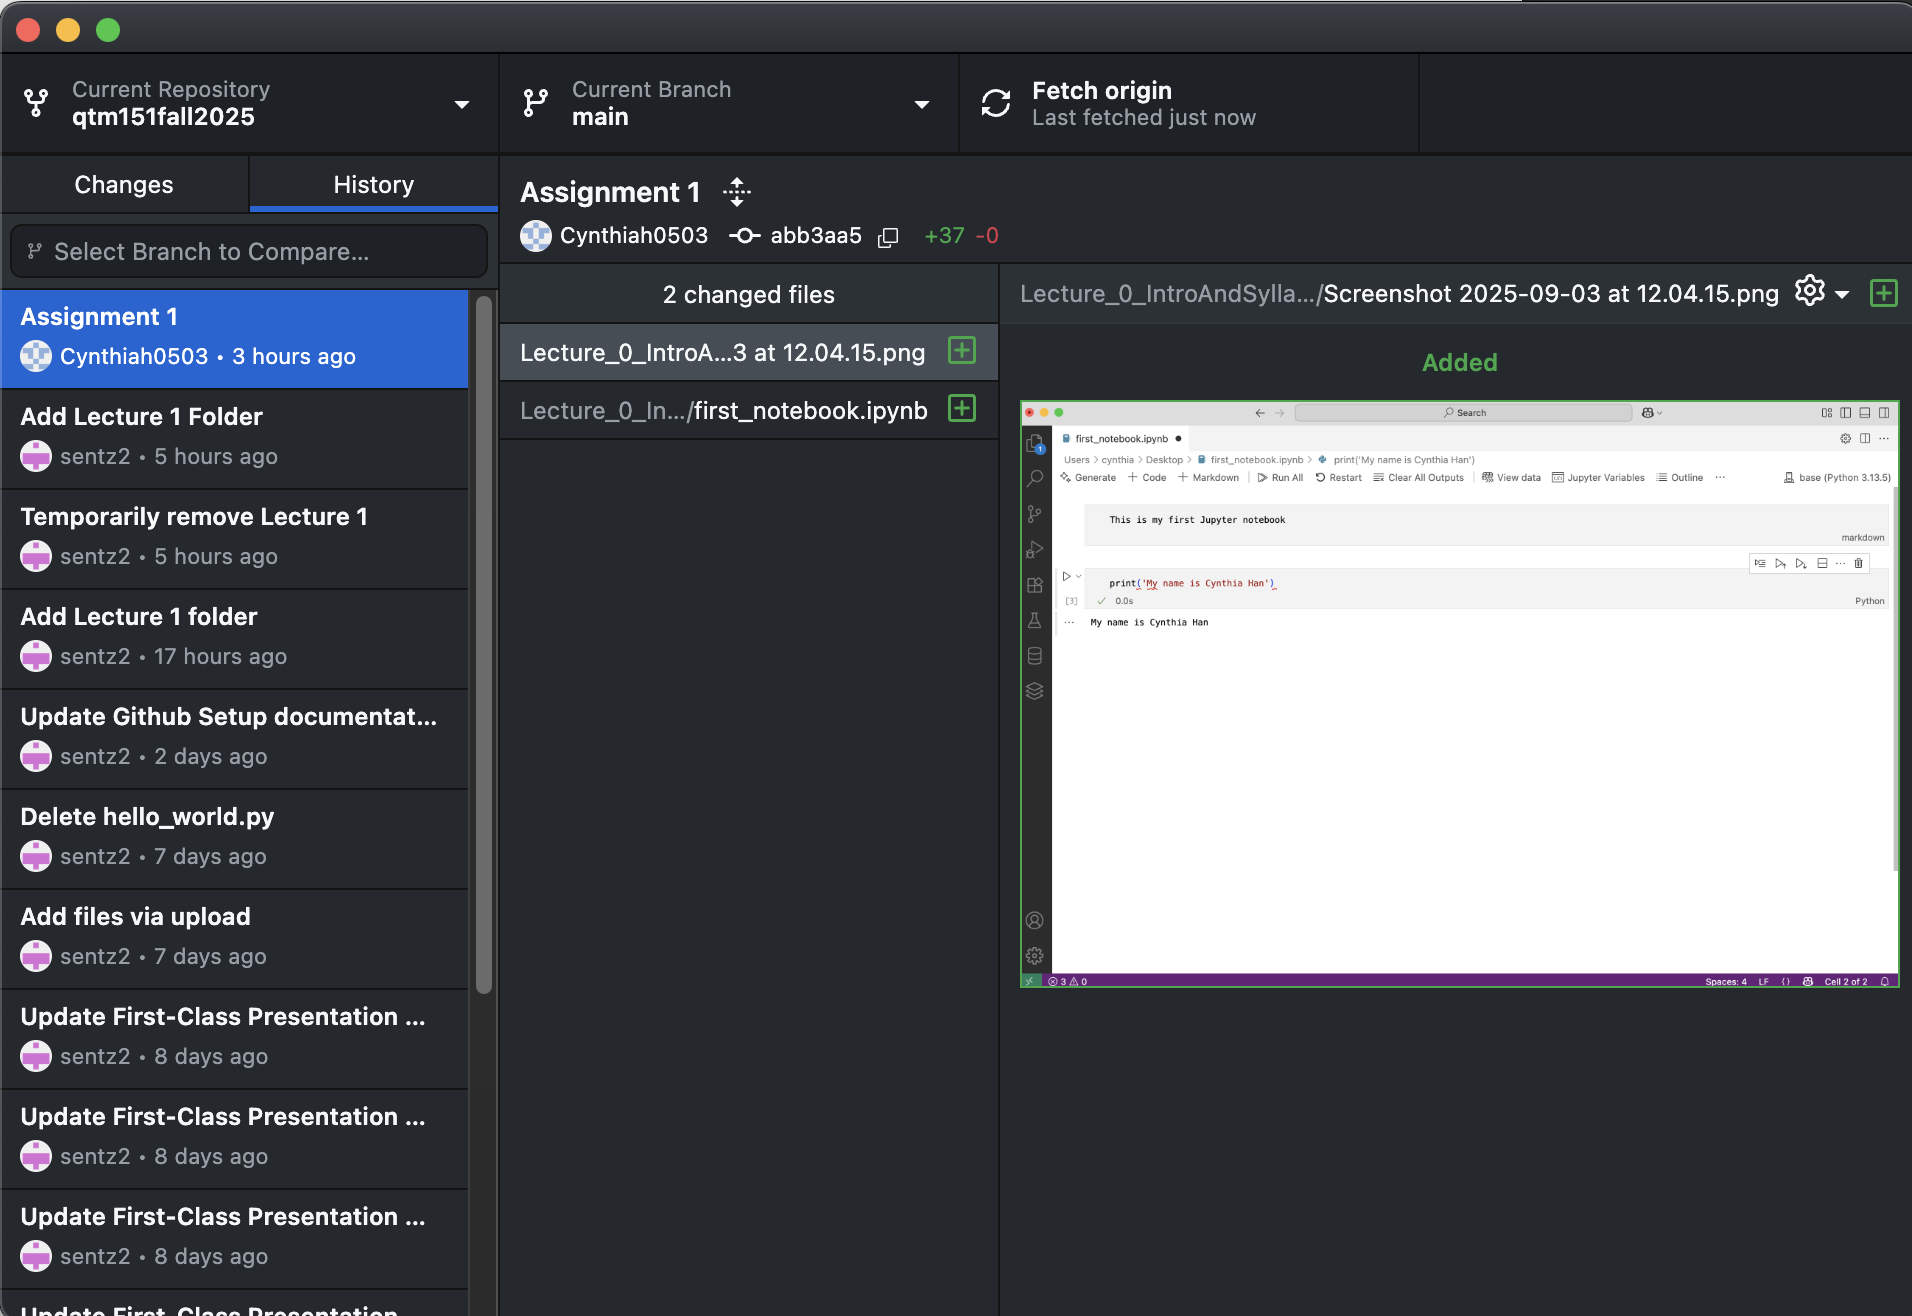 Current Repository
qtm151fall2025
Current Branch
main
Fetch origin
Last fetched just now
Changes
History
Select Branch to Compare...
Assignment 1
Cynthiah0503 • 3 hours ago
Add Lecture 1 Folder
sentz2 • 5 hours ago
Temporarily remove Lecture 1
sentz2 • 5 hours ago
Add Lecture 1 folder
sentz2 • 17 hours ago
Update Github Setup documentat...
sentz2 • 2 days ago
Delete hello_world.py
sentz2 • 7 days ago
Add files via upload
sentz2 • 7 days ago
Update First-Class Presentation ...
sentz2 • 8 days ago
Update First-Class Presentation ...
sentz2 • 8 days ago
Update First-Class Presentation ...
sentz2 • 8 days ago
Update First-Class Presentation
Assignment 1
Cynthiah0503 abb3aa5 +37 -0
2 changed files
Lecture_0_IntroA...3 at 12.04.15.png
Lecture_0_In.../first_notebook.ipynb
Lecture_0_IntroAndSylla.../Screenshot 2025-09-03 at 12.04.15.png
Added
Search
first_notebook.ipynb
1
Users > cynthia > Desktop > first_notebook.ipynb > print('My name is Cynthia Han')
Generate + Code + Markdown Run All Restart Clear All Outputs View data Jupyter Variables Outline ... base (Python 3.13.5)
This is my first Jupyter notebook
markdown
print('My name is Cynthia Han')
[3] 0.0s
Python
... My name is Cynthia Han
3 0
Spaces: 4 LF {} Cell 2 of 2